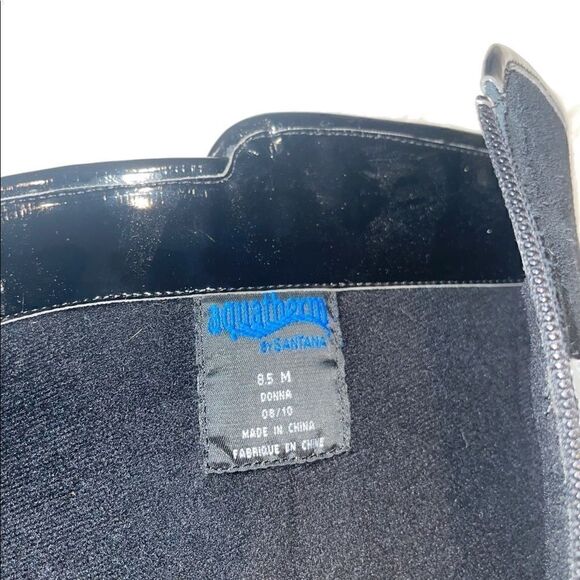 aquatherm
BY SANTANA
8.5 M
DONNA
08/10
MADE IN CHINA
FABRIQUE EN CHINE